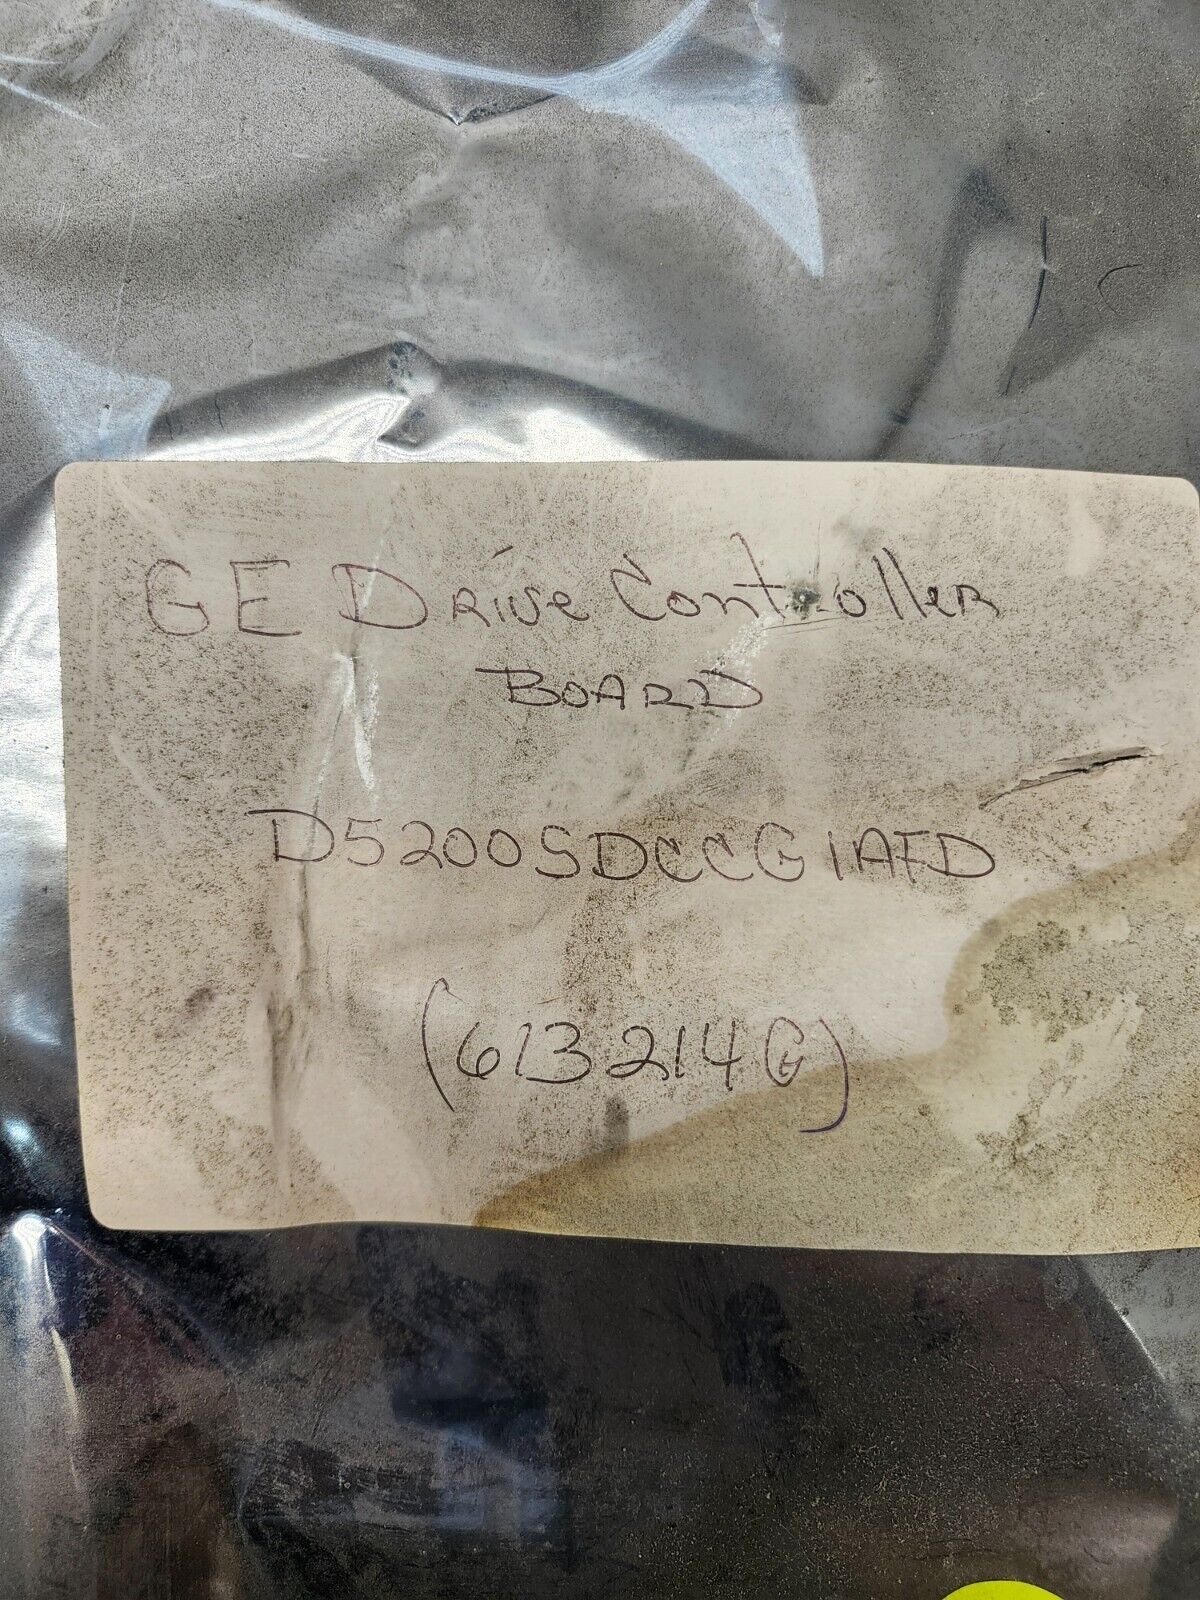 GE Drive Controller
BOARD
D5200SDCCG1AFD
(613214G)